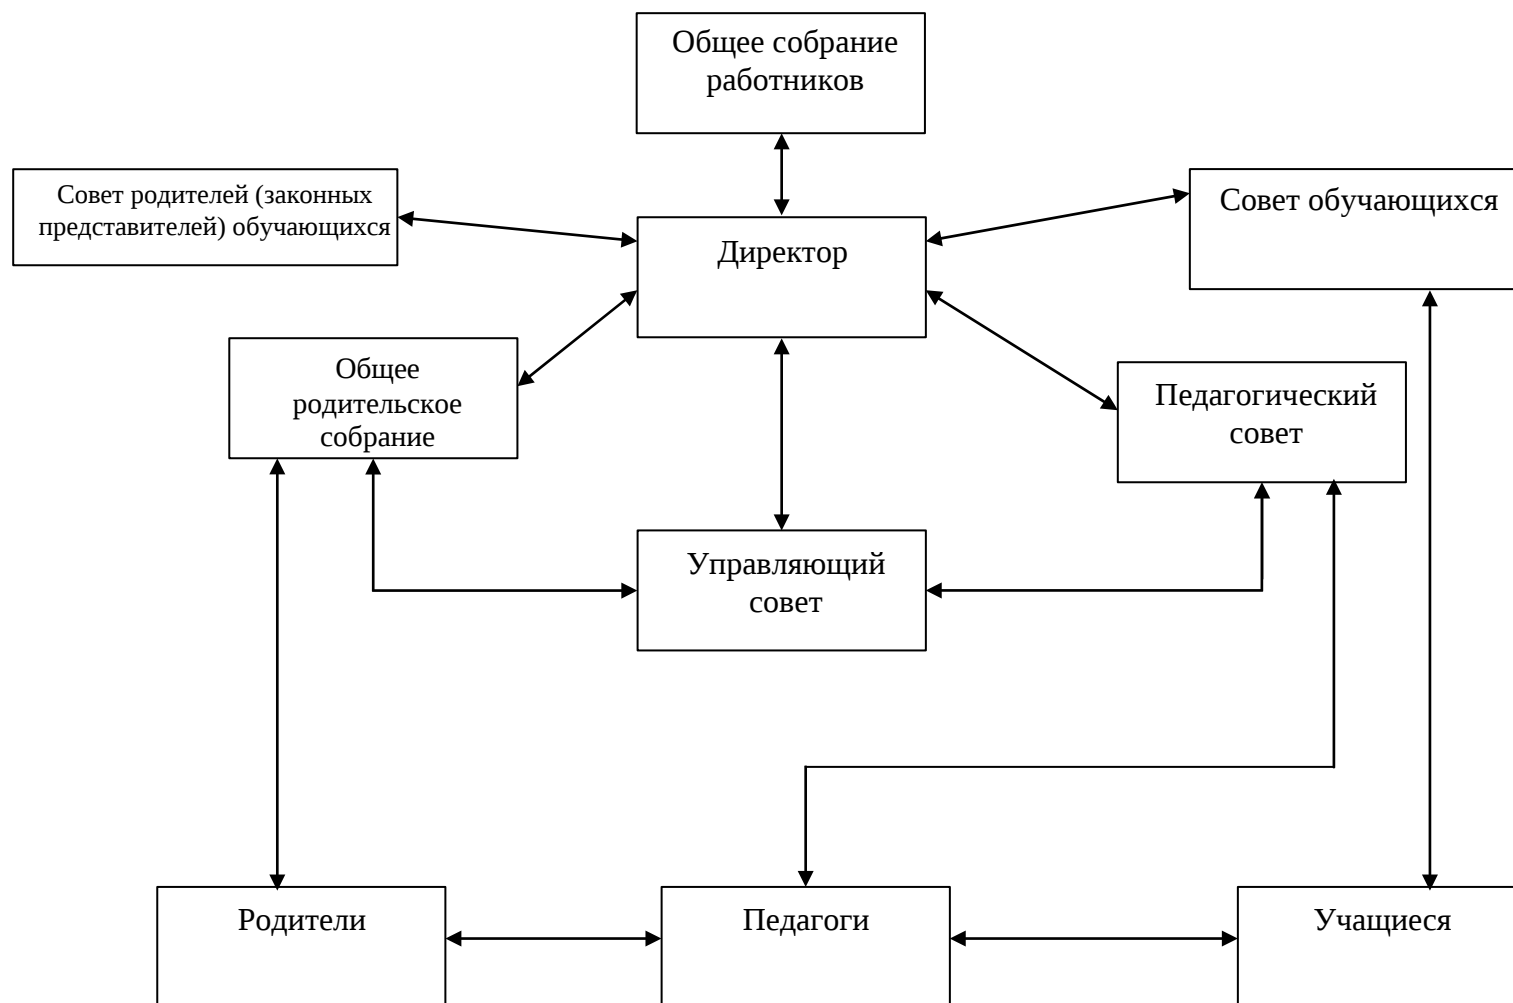 Общее собрание
работников
Совет родителей (законных
представителей) обучающихся
Директор
Совет обучающихся
Общее
родительское
собрание
Педагогический
совет
Управляющий
совет
Родители
Педагоги
Учащиеся